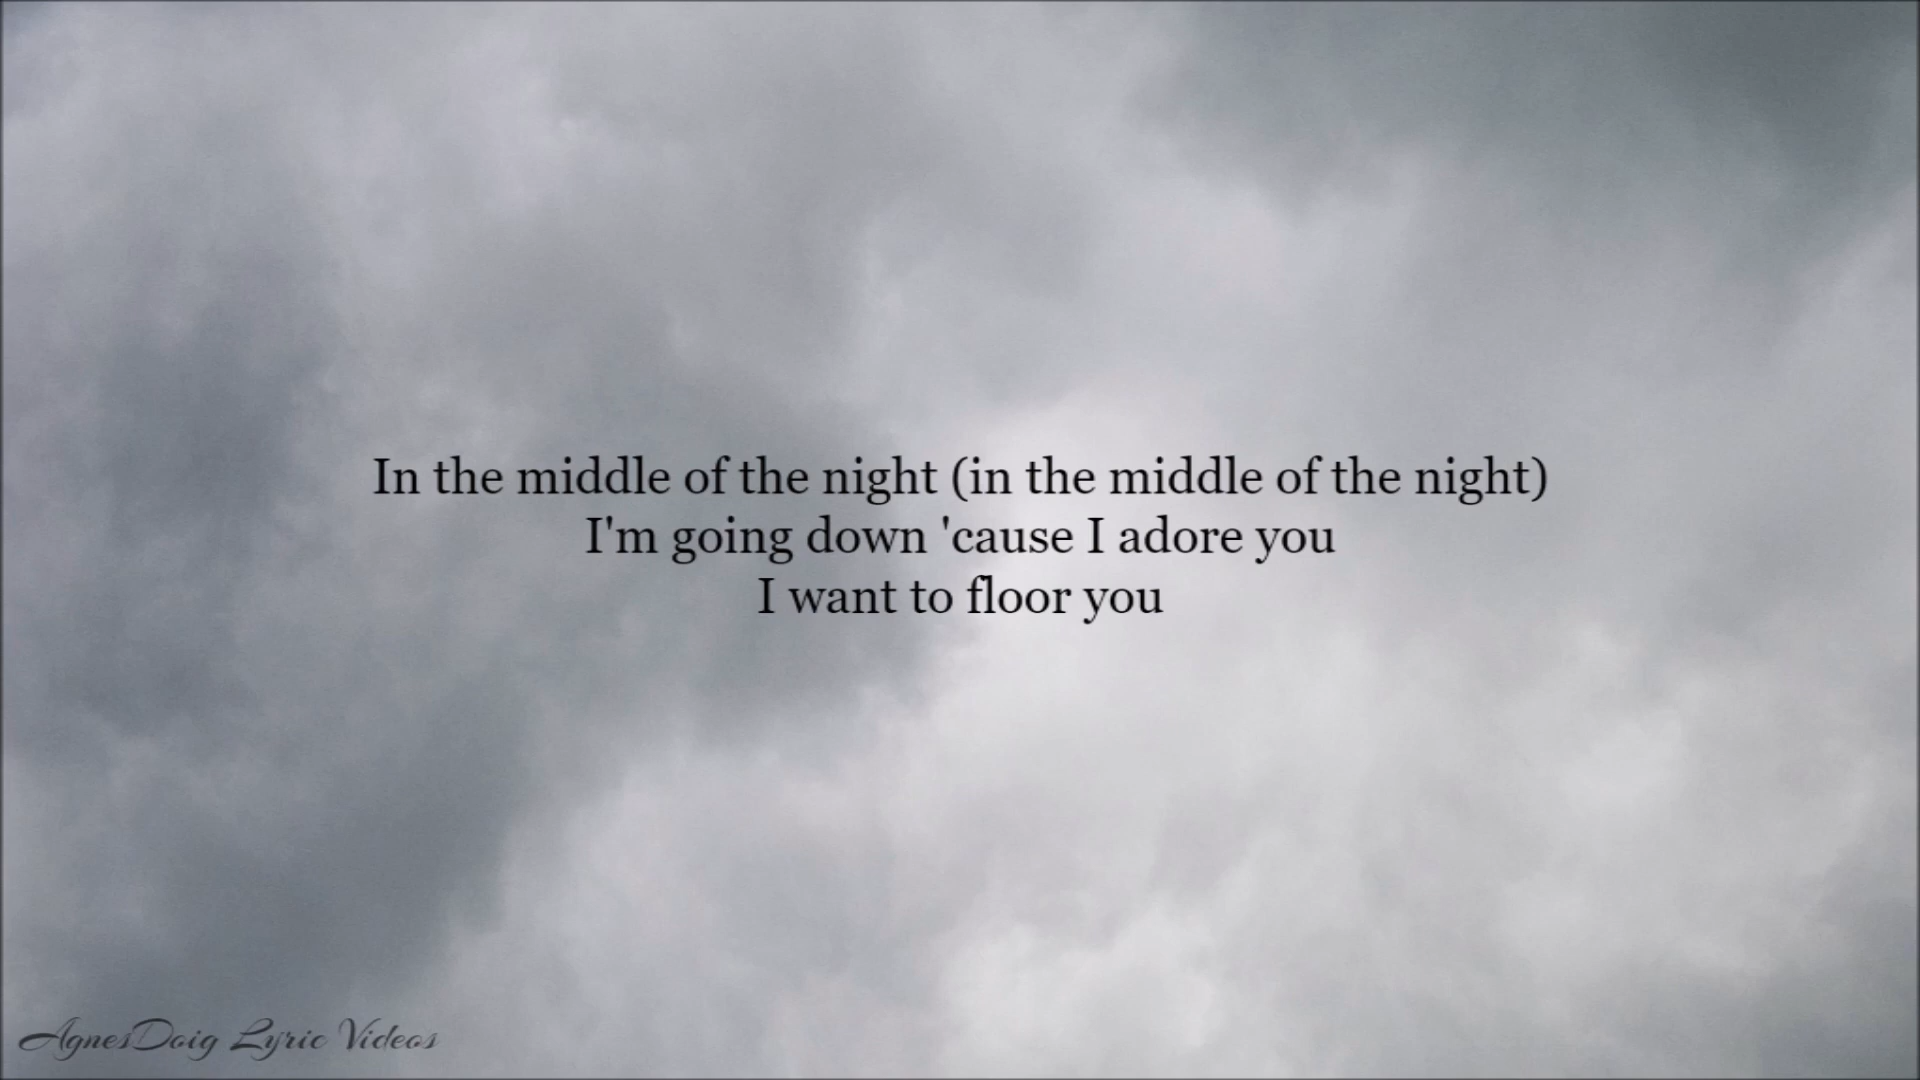 In the middle of the night (in the middle of the night)
I'm going down 'cause I adore you
I want to floor you
AgnesDoig Lyric Videos